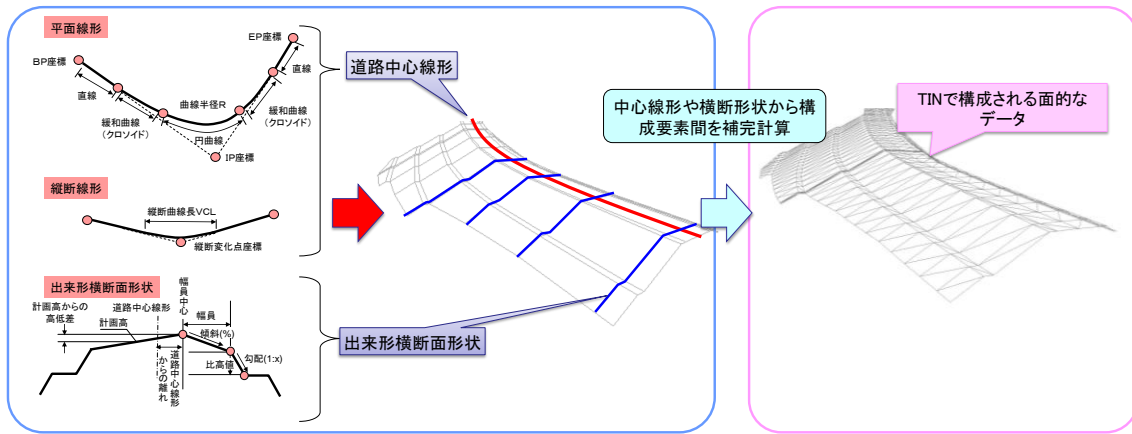 平面線形
BP座標
EP座標
直線
直線
曲線半径R
緩和曲線
(クロソイド)
緩和曲線
(クロソイド)
円曲線
IP座標
縦断線形
縦断曲線長VCL
縦断変化点座標
出来形横断面形状
幅員中心
計画高からの
高低差
道路中心線形
幅員
計画高
傾斜(%)
勾配(1:x)
比高値
道路中心線形
からの離れ
道路中心線形
出来形横断面形状
中心線形や横断形状から構
成要素間を補完計算
TINで構成される面的な
データ